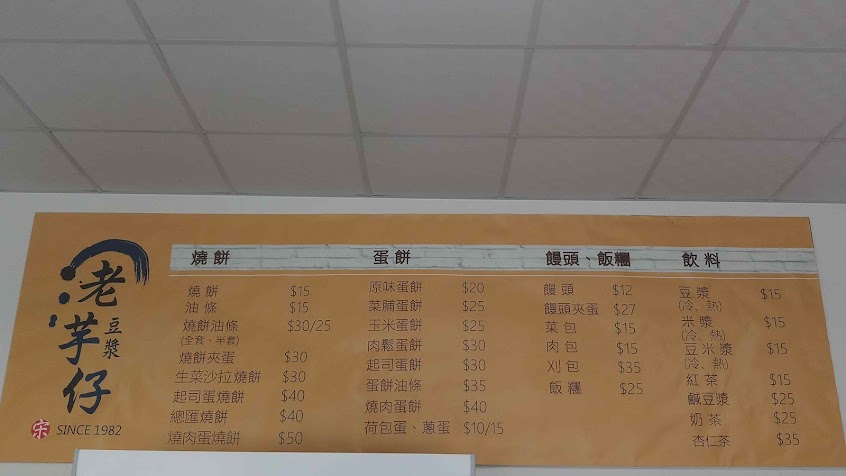 老芋仔
豆漿
宋 SINCE 1982
燒餅
燒餅 $15
油條 $15
燒餅油條 $30/25
(全套、半套)
燒餅夾蛋 $30
生菜沙拉燒餅 $30
起司蛋燒餅 $40
總匯燒餅 $40
燒肉蛋燒餅 $50
蛋餅
原味蛋餅 $20
菜脯蛋餅 $25
玉米蛋餅 $25
肉鬆蛋餅 $30
起司蛋餅 $30
蛋餅油條 $35
燒肉蛋餅 $40
荷包蛋、蔥蛋 $10/15
饅頭、飯糰
饅頭 $12
饅頭夾蛋 $27
菜包 $15
肉包 $15
刈包 $35
飯糰 $25
飲料
豆漿 $15
(冷、熱)
米漿 $15
(冷、熱)
豆米漿 $15
(冷、熱)
紅茶 $15
鹹豆漿 $25
奶茶 $25
杏仁茶 $35